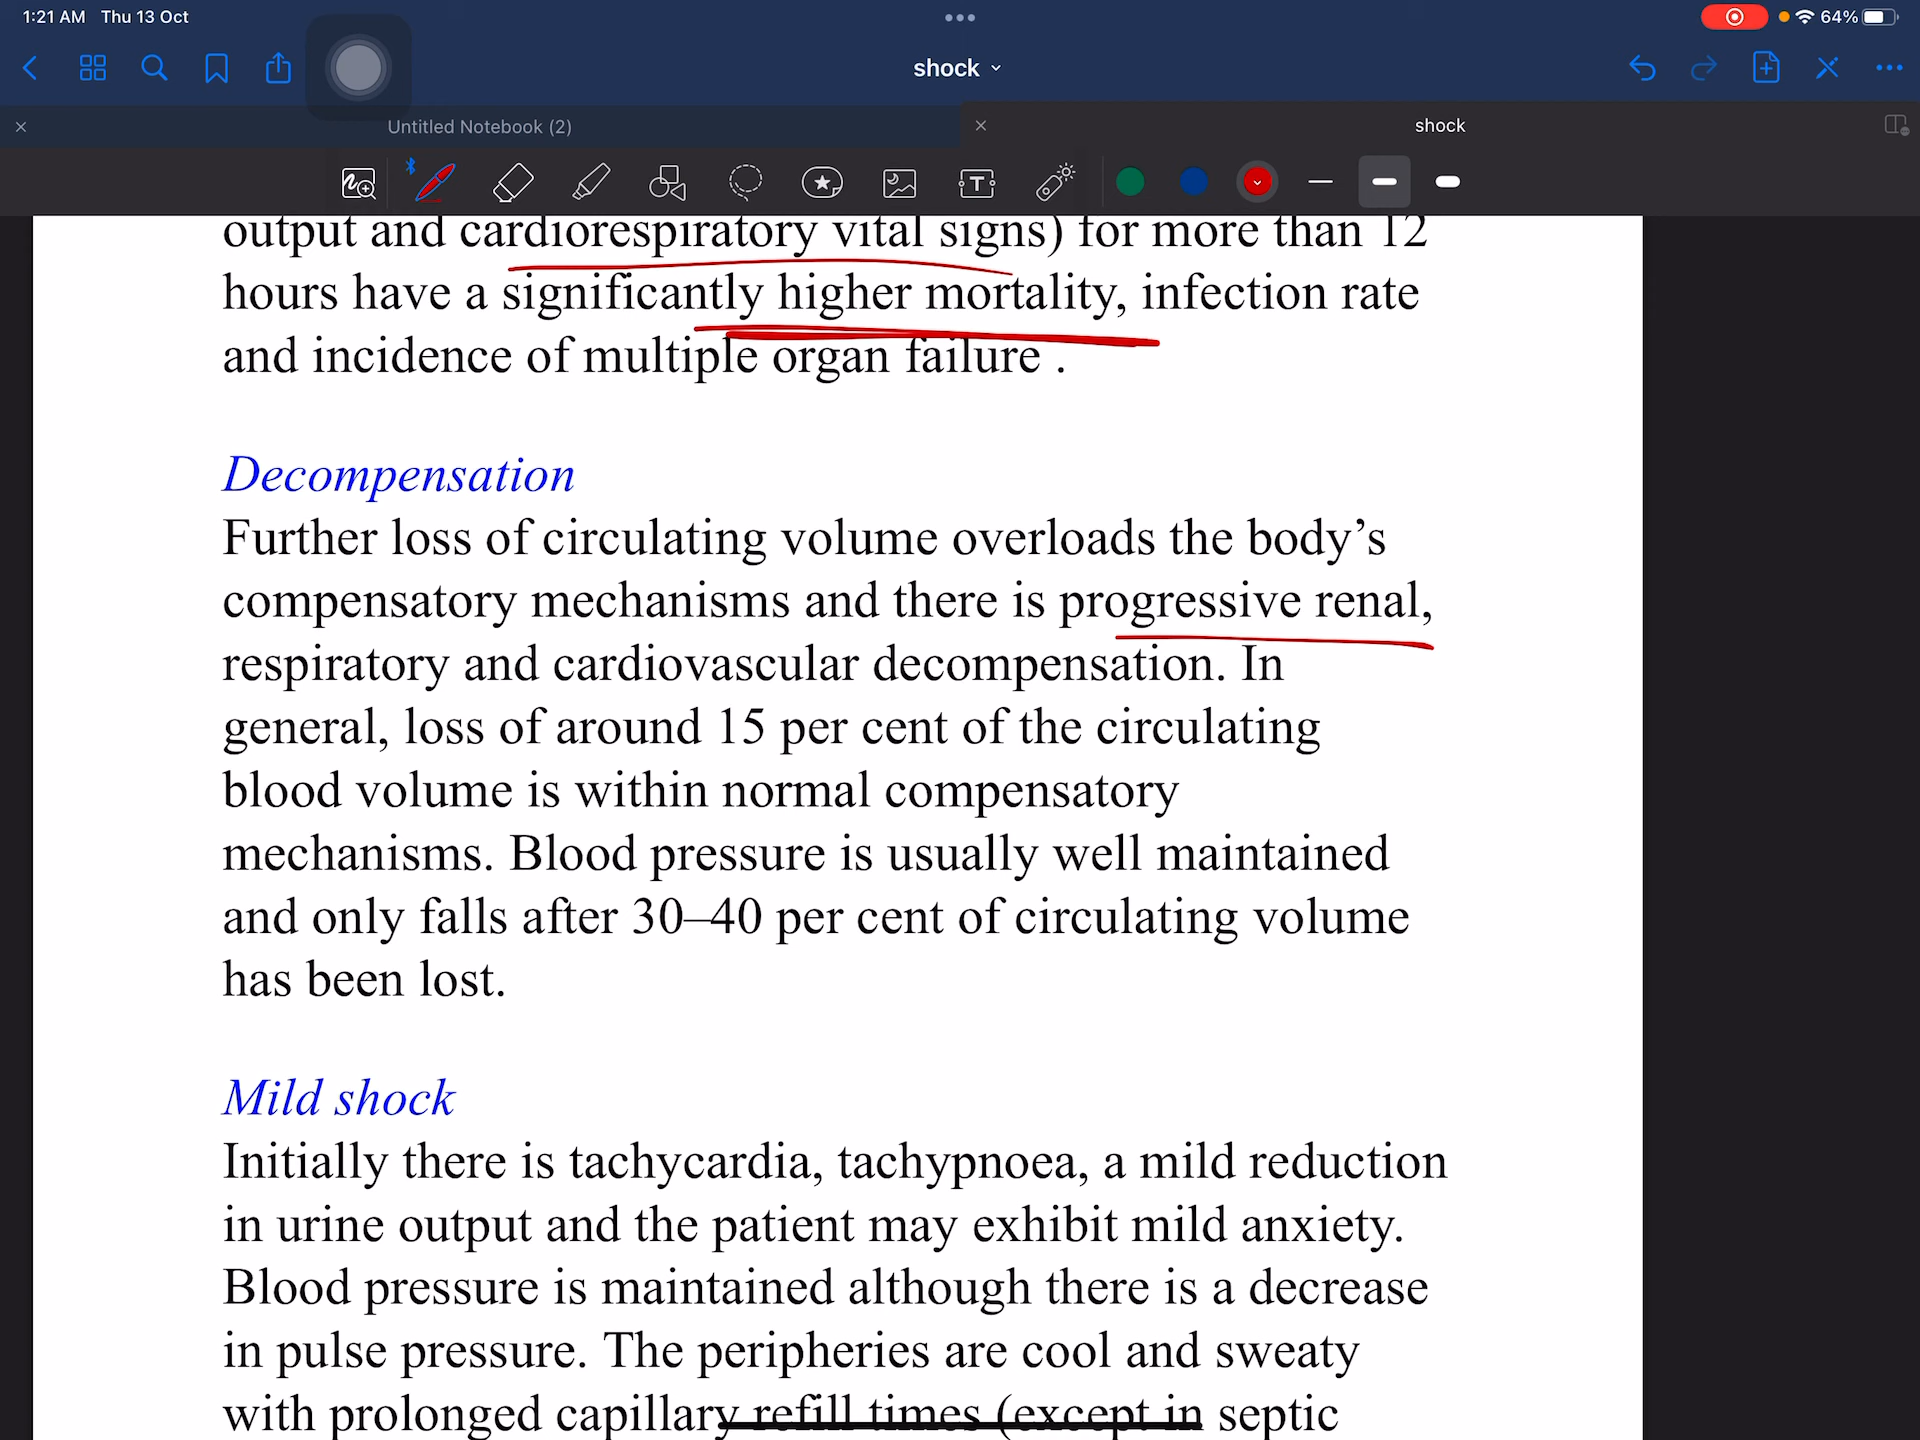 1:21 AM Thu 13 Oct
64%
shock
Untitled Notebook (2)
shock
output and cardiorespiratory vital signs) for more than 12
hours have a significantly higher mortality, infection rate
and incidence of multiple organ failure .
Decompensation
Further loss of circulating volume overloads the body’s
compensatory mechanisms and there is progressive renal,
respiratory and cardiovascular decompensation. In
general, loss of around 15 per cent of the circulating
blood volume is within normal compensatory
mechanisms. Blood pressure is usually well maintained
and only falls after 30–40 per cent of circulating volume
has been lost.
Mild shock
Initially there is tachycardia, tachypnoea, a mild reduction
in urine output and the patient may exhibit mild anxiety.
Blood pressure is maintained although there is a decrease
in pulse pressure. The peripheries are cool and sweaty
with prolonged capillary refill times (except in septic